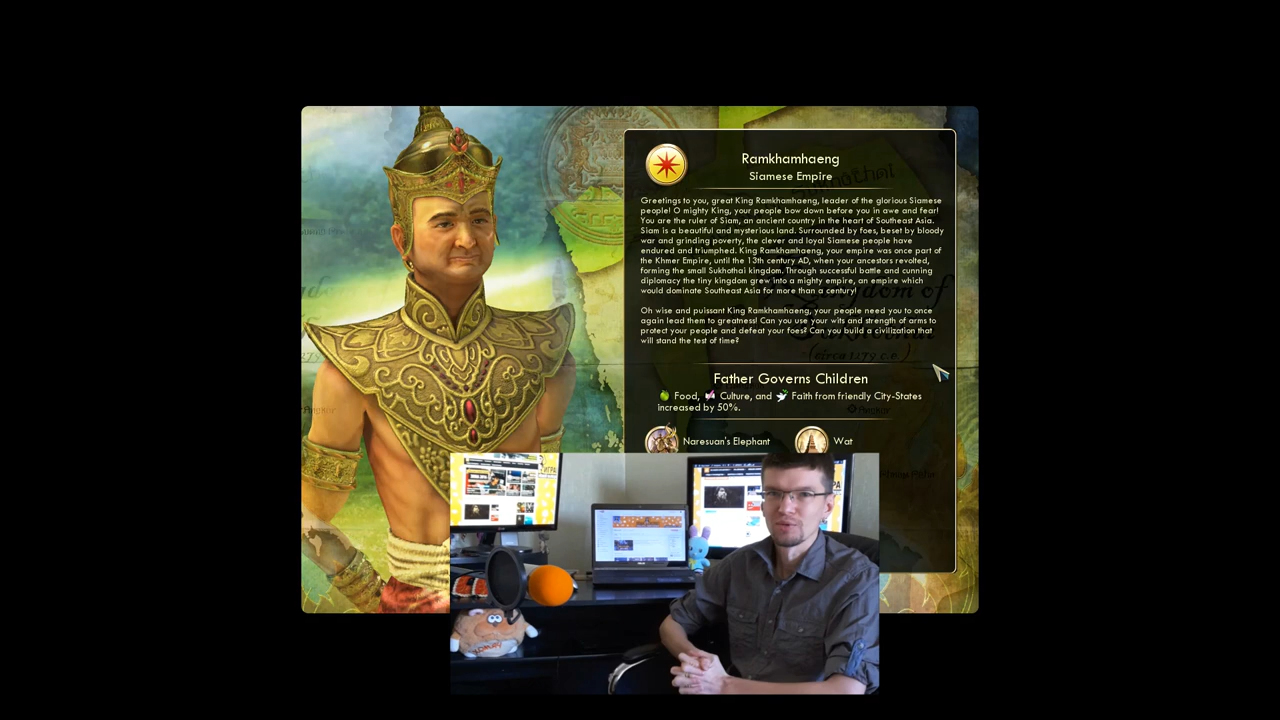 Ramkhamhaeng
Siamese Empire
Greetings to you, great King Ramkhamhaeng, leader of the glorious Siamese
people! O mighty King, your people bow down before you in awe and fear!
You are the ruler of Siam, an ancient country in the heart of Southeast Asia.
Siam is a beautiful and mysterious land. Surrounded by foes, beset by bloody
war and grinding poverty, the clever and loyal Siamese people have
endured and triumphed. King Ramkhamhaeng, your empire was once part of
the Khmer Empire, until the 13th century AD, when your ancestors revolted,
forming the small Sukhothai kingdom. Through successful battle and cunning
diplomacy the tiny kingdom grew into a mighty empire, an empire which
would dominate Southeast Asia for more than a century!
Oh wise and puissant King Ramkhamhaeng, your people need you to once
again lead them to greatness! Can you use your wits and strength of arms to
protect your people and defeat your foes? Can you build a civilization that
will stand the test of time?
Father Governs Children
Food, Culture, and Faith from friendly City-States
increased by 50%.
Naresuan's Elephant Wat
Sukhothai
Kingdom of
(circa 1279 c.e.)
Angkor